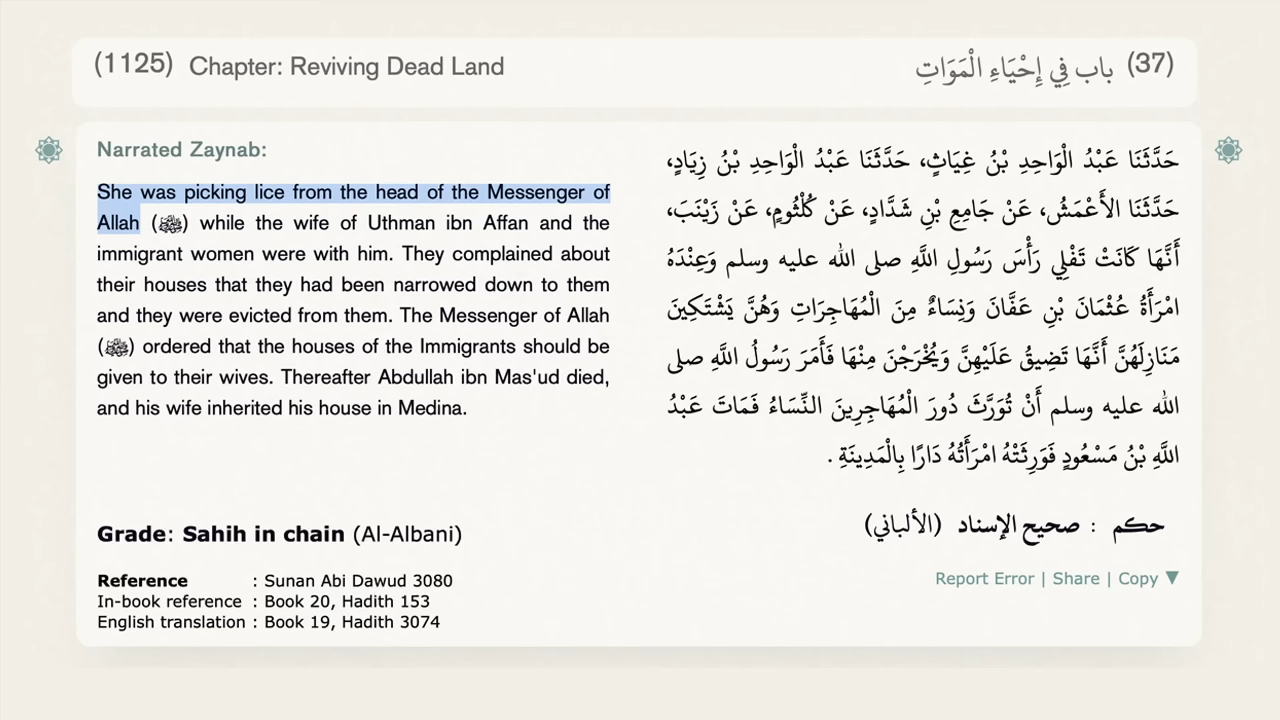 (1125) Chapter: Reviving Dead Land
(37) باب فِي إِحْيَاءِ الْمَوَاتِ
Narrated Zaynab:
She was picking lice from the head of the Messenger of
Allah (ﷺ) while the wife of Uthman ibn Affan and the
immigrant women were with him. They complained about
their houses that they had been narrowed down to them
and they were evicted from them. The Messenger of Allah
(ﷺ) ordered that the houses of the Immigrants should be
given to their wives. Thereafter Abdullah ibn Mas'ud died,
and his wife inherited his house in Medina.
حَدَّثَنَا عَبْدُ الْوَاحِدِ بْنُ غِيَاثٍ، حَدَّثَنَا عَبْدُ الْوَاحِدِ بْنُ زِيَادٍ،
حَدَّثَنَا الأَعْمَشُ، عَنْ جَامِعِ بْنِ شَدَّادٍ، عَنْ كُلْثُومٍ، عَنْ زَيْنَبَ،
أَنَّهَا كَانَتْ تَفْلِي رَأْسَ رَسُولِ اللَّهِ صلى الله عليه وسلم وَعِنْدَهُ
امْرَأَةُ عُثْمَانَ بْنِ عَفَّانَ وَنِسَاءٌ مِنَ الْمُهَاجِرَاتِ وَهُنَّ يَشْتَكِينَ
مَنَازِلَهُنَّ أَنَّهَا تَضِيقُ عَلَيْهِنَّ وَيُخْرَجْنَ مِنْهَا فَأَمَرَ رَسُولُ اللَّهِ صلى
الله عليه وسلم أَنْ تُوَرَّثَ دُورَ الْمُهَاجِرِينَ النِّسَاءُ فَمَاتَ عَبْدُ
اللَّهِ بْنُ مَسْعُودٍ فَوَرِثَتْهُ امْرَأَتُهُ دَارًا بِالْمَدِينَةِ .
Grade: Sahih in chain (Al-Albani)
حكم : صحيح الإسناد (الألباني)
Reference : Sunan Abi Dawud 3080
In-book reference : Book 20, Hadith 153
English translation : Book 19, Hadith 3074
Report Error | Share | Copy ▼